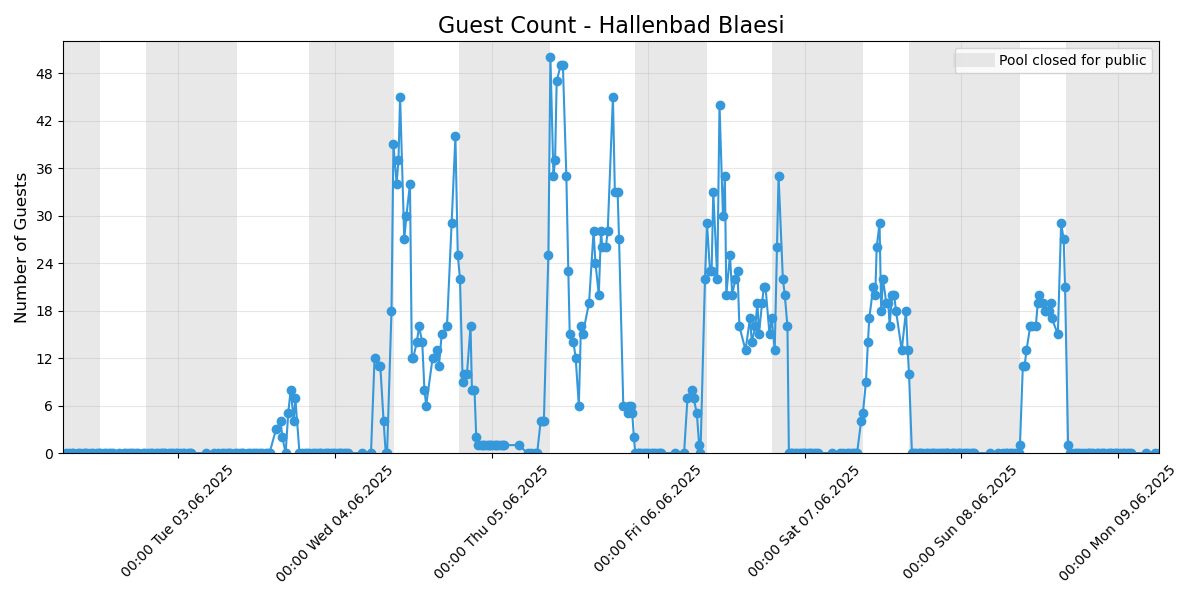 Guest Count - Hallenbad Blaesi
Pool closed for public
Number of Guests
48
42
36
30
24
18
12
6
0
00:00 Tue 03.06.2025
00:00 Wed 04.06.2025
00:00 Thu 05.06.2025
00:00 Fri 06.06.2025
00:00 Sat 07.06.2025
00:00 Sun 08.06.2025
00:00 Mon 09.06.2025